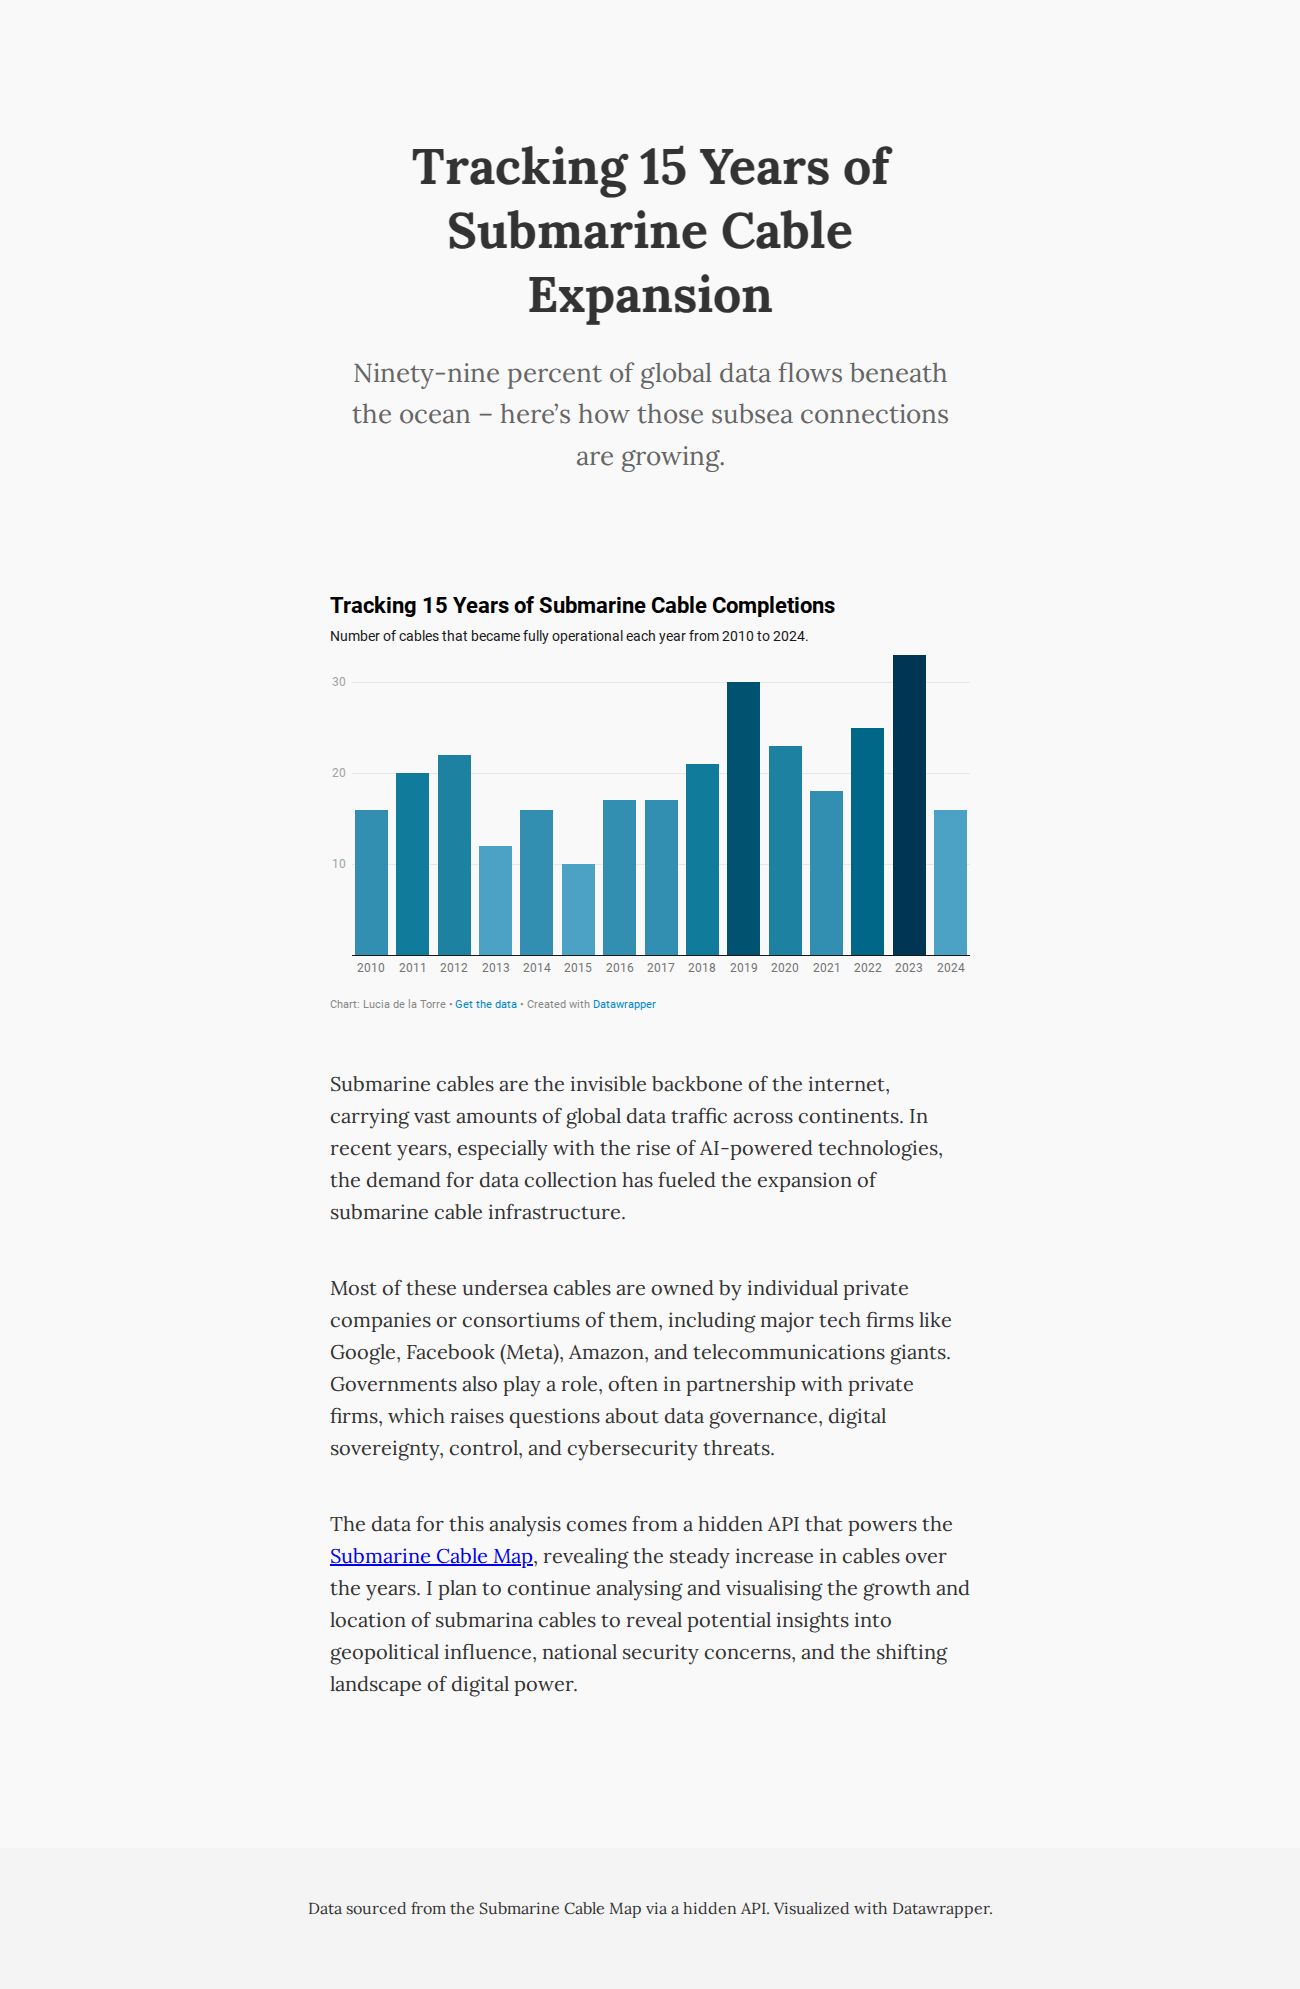 Tracking 15 Years of
Submarine Cable
Expansion
Ninety-nine percent of global data flows beneath
the ocean – here’s how those subsea connections
are growing.
Tracking 15 Years of Submarine Cable Completions
Number of cables that became fully operational each year from 2010 to 2024.
30
20
10
2010 2011 2012 2013 2014 2015 2016 2017 2018 2019 2020 2021 2022 2023 2024
Chart: Lucia de la Torre • Get the data • Created with Datawrapper
Submarine cables are the invisible backbone of the internet,
carrying vast amounts of global data traffic across continents. In
recent years, especially with the rise of AI-powered technologies,
the demand for data collection has fueled the expansion of
submarine cable infrastructure.
Most of these undersea cables are owned by individual private
companies or consortiums of them, including major tech firms like
Google, Facebook (Meta), Amazon, and telecommunications giants.
Governments also play a role, often in partnership with private
firms, which raises questions about data governance, digital
sovereignty, control, and cybersecurity threats.
The data for this analysis comes from a hidden API that powers the
Submarine Cable Map, revealing the steady increase in cables over
the years. I plan to continue analysing and visualising the growth and
location of submarina cables to reveal potential insights into
geopolitical influence, national security concerns, and the shifting
landscape of digital power.
Data sourced from the Submarine Cable Map via a hidden API. Visualized with Datawrapper.